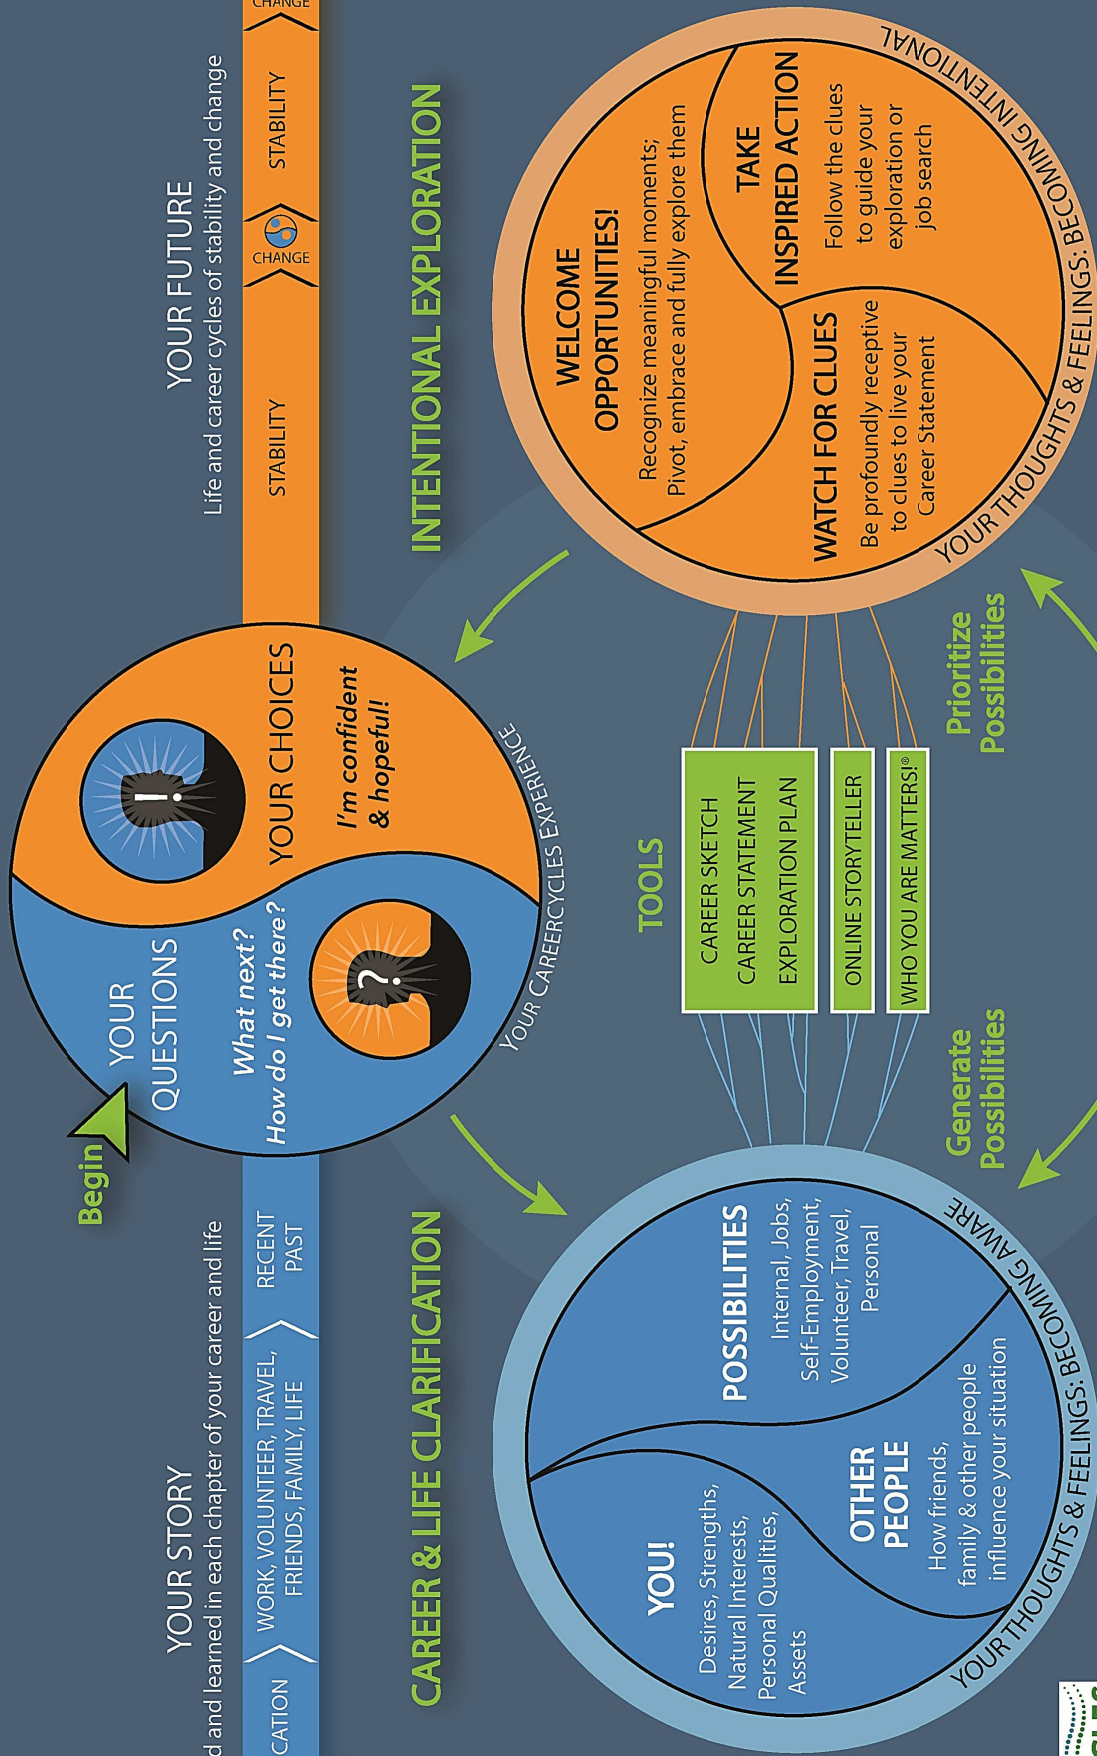 YOUR STORY
d and learned in each chapter of your career and life
CATION
WORK, VOLUNTEER, TRAVEL,
FRIENDS, FAMILY, LIFE
RECENT
PAST
Begin
YOUR
QUESTIONS
What next?
How do I get there?
?
!
YOUR CHOICES
I'm confident
& hopeful!
YOUR CAREERCYCLES EXPERIENCE
YOUR FUTURE
Life and career cycles of stability and change
STABILITY
CHANGE
STABILITY
CHANGE
CAREER & LIFE CLARIFICATION
YOU!
Desires, Strengths,
Natural Interests,
Personal Qualities,
Assets
POSSIBILITIES
Internal, Jobs,
Self-Employment,
Volunteer, Travel,
Personal
OTHER
PEOPLE
How friends,
family & other people
influence your situation
YOUR THOUGHTS & FEELINGS: BECOMING AWARE
TOOLS
CAREER SKETCH
CAREER STATEMENT
EXPLORATION PLAN
ONLINE STORYTELLER
WHO YOU ARE MATTERS!®
Generate
Possibilities
Prioritize
Possibilities
INTENTIONAL EXPLORATION
WELCOME
OPPORTUNITIES!
Recognize meaningful moments;
Pivot, embrace and fully explore them
WATCH FOR CLUES
Be profoundly receptive
to clues to live your
Career Statement
TAKE
INSPIRED ACTION
Follow the clues
to guide your
exploration or
job search
YOUR THOUGHTS & FEELINGS: BECOMING INTENTIONAL